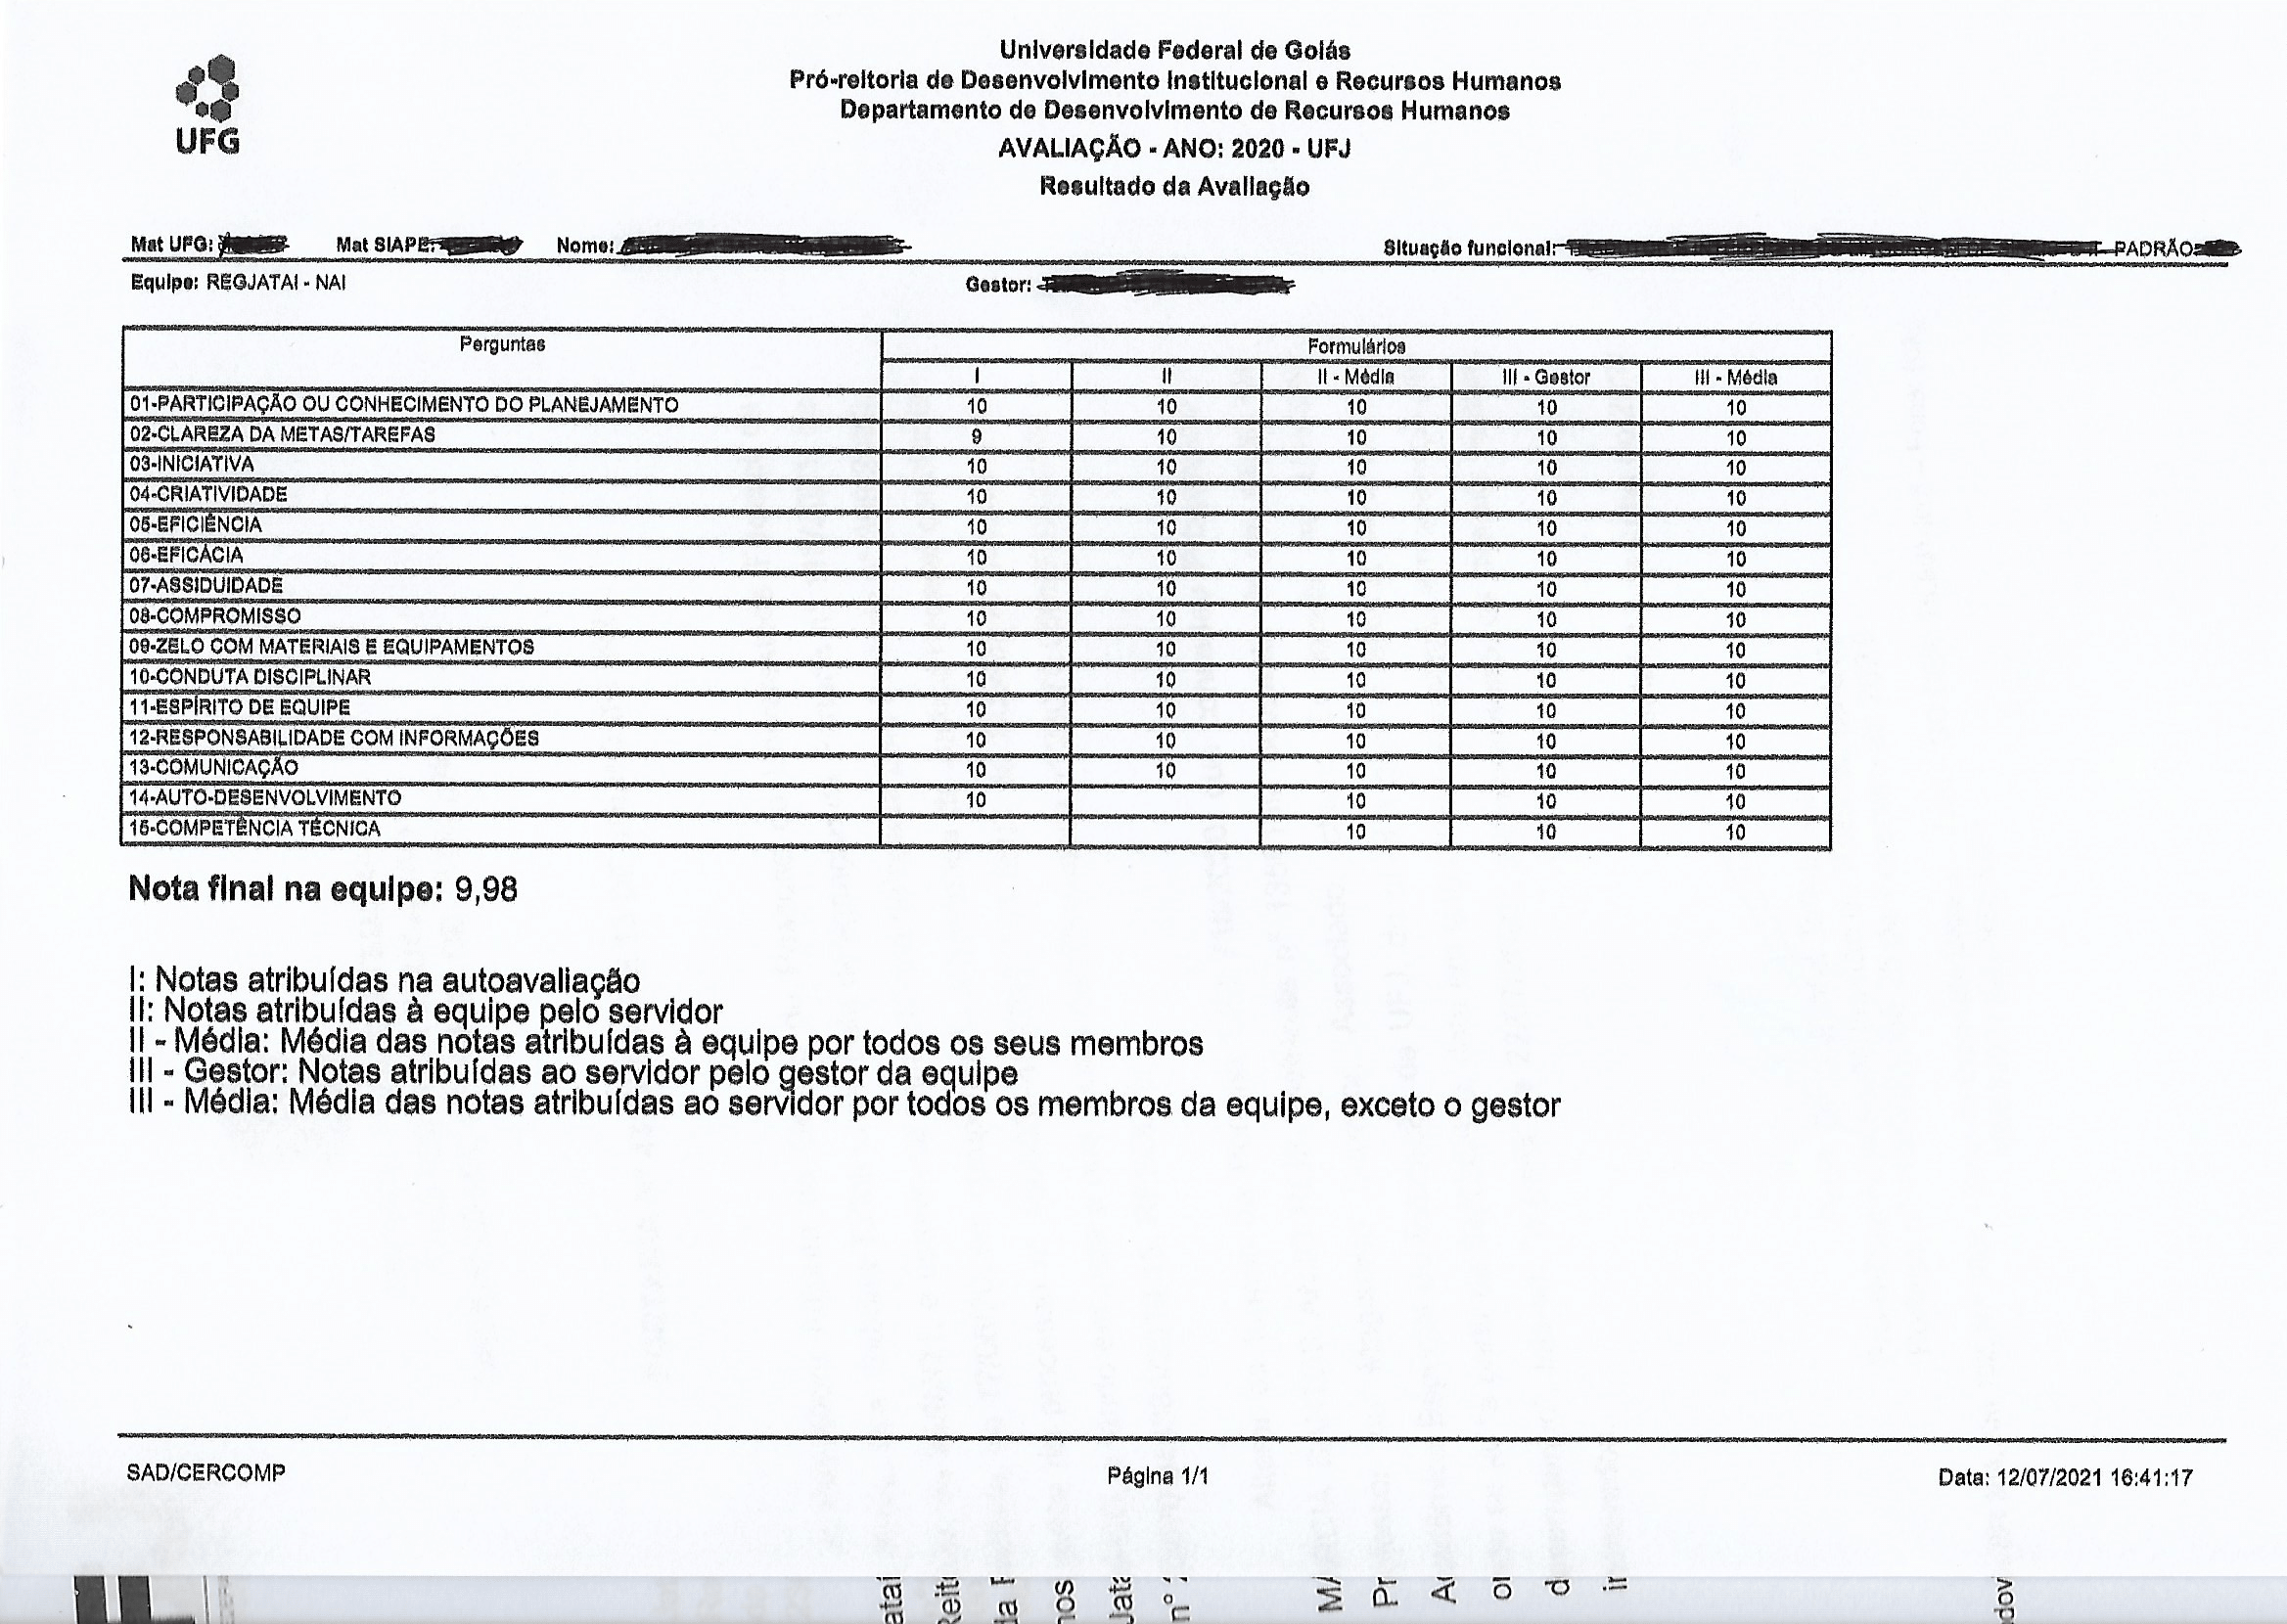 UFG
Universidade Federal de Goiás
Pró-reitoria de Desenvolvimento Institucional e Recursos Humanos
Departamento de Desenvolvimento de Recursos Humanos
AVALIAÇÃO - ANO: 2020 - UFJ
Resultado da Avaliação
Mat UFG: Mat SIAPE: Nome: Situação funcional: PADRÃO
Equipe: REGJATAI - NAI Gestor:
Perguntas Formulários
I II II - Média III - Gestor III - Média
01-PARTICIPAÇÃO OU CONHECIMENTO DO PLANEJAMENTO 10 10 10 10 10
02-CLAREZA DA METAS/TAREFAS 9 10 10 10 10
03-INICIATIVA 10 10 10 10 10
04-CRIATIVIDADE 10 10 10 10 10
05-EFICIÊNCIA 10 10 10 10 10
06-EFICÁCIA 10 10 10 10 10
07-ASSIDUIDADE 10 10 10 10 10
08-COMPROMISSO 10 10 10 10 10
09-ZELO COM MATERIAIS E EQUIPAMENTOS 10 10 10 10 10
10-CONDUTA DISCIPLINAR 10 10 10 10 10
11-ESPÍRITO DE EQUIPE 10 10 10 10 10
12-RESPONSABILIDADE COM INFORMAÇÕES 10 10 10 10 10
13-COMUNICAÇÃO 10 10 10 10 10
14-AUTO-DESENVOLVIMENTO 10 10 10 10
15-COMPETÊNCIA TÉCNICA 10 10 10
Nota final na equipe: 9,98
I: Notas atribuídas na autoavaliação
II: Notas atribuídas à equipe pelo servidor
II - Média: Média das notas atribuídas à equipe por todos os seus membros
III - Gestor: Notas atribuídas ao servidor pelo gestor da equipe
III - Média: Média das notas atribuídas ao servidor por todos os membros da equipe, exceto o gestor
SAD/CERCOMP Página 1/1 Data: 12/07/2021 16:41:17